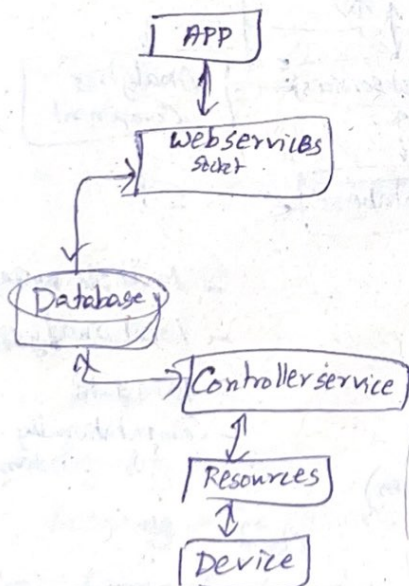 APP
Webservices
Socket
Database
Controllerservice
Resources
Device